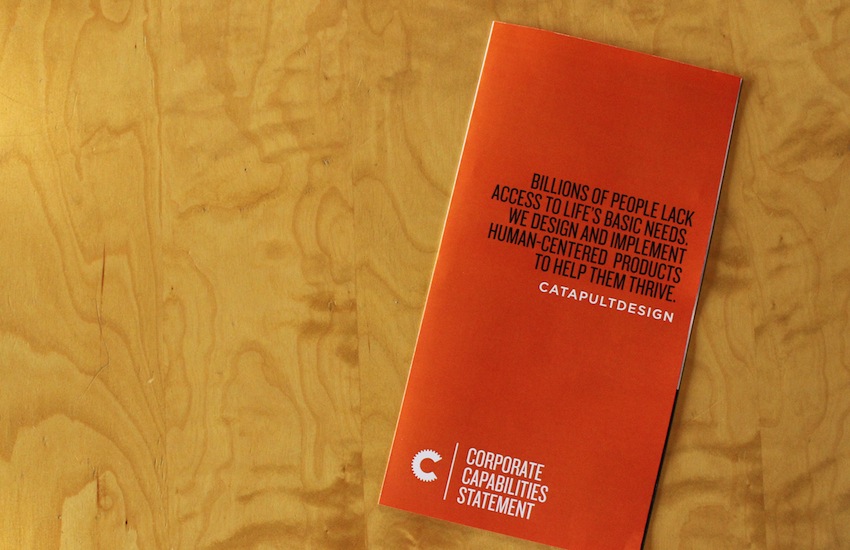 BILLIONS OF PEOPLE LACK
ACCESS TO LIFE'S BASIC NEEDS.
WE DESIGN AND IMPLEMENT
HUMAN-CENTERED PRODUCTS
TO HELP THEM THRIVE.
CATAPULTDESIGN
C
CORPORATE
CAPABILITIES
STATEMENT